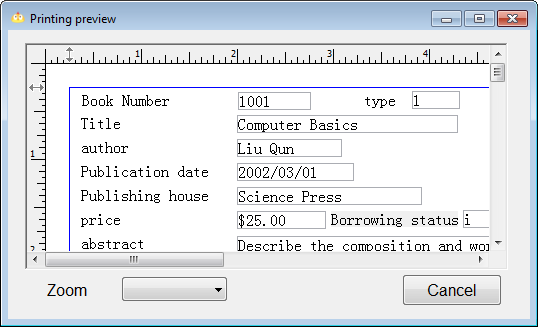 Printing preview
1 2 3 4
Book Number 1001 type 1
Title Computer Basics
author Liu Qun
1
Publication date 2002/03/01
Publishing house Science Press
price $25.00 Borrowing status i
2
abstract Describe the composition and
Zoom Cancel